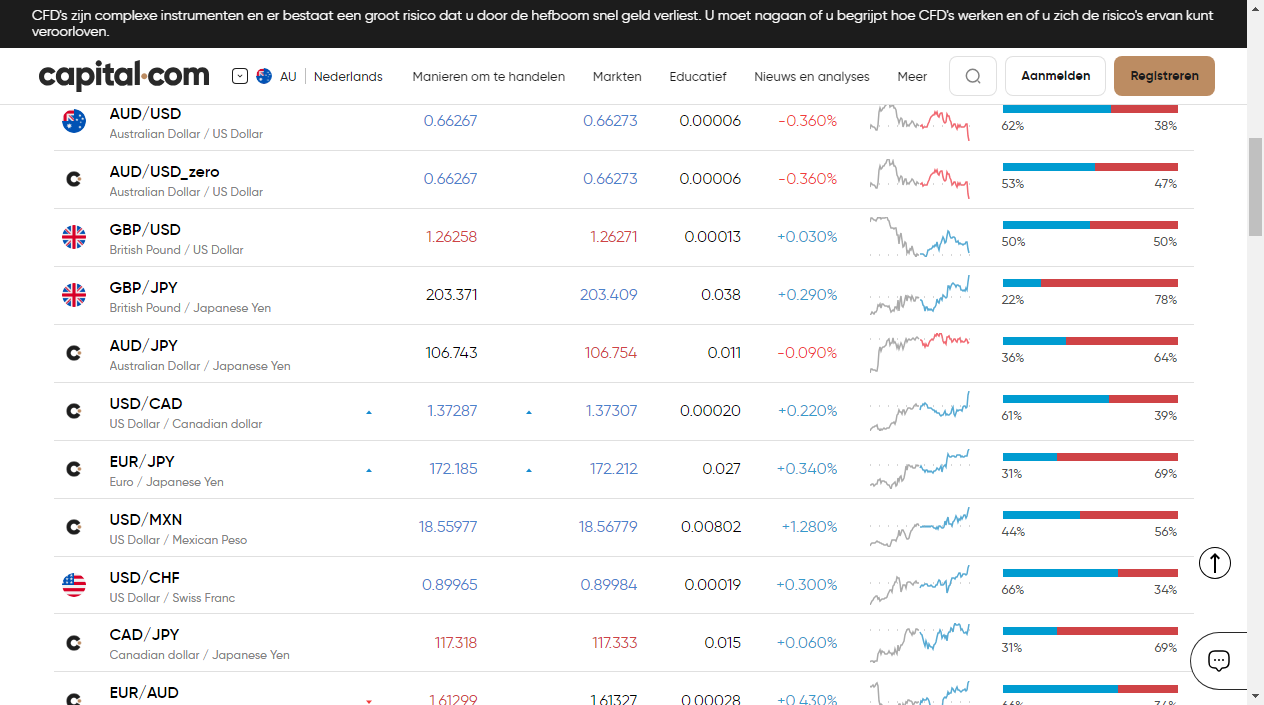 CFD's zijn complexe instrumenten en er bestaat een groot risico dat u door de hefboom snel geld verliest. U moet nagaan of u begrijpt hoe CFD's werken en of u zich de risico's ervan kunt
veroorloven.
capital.com AU Nederlands Manieren om te handelen Markten Educatief Nieuws en analyses Meer Aanmelden Registreren
AUD/USD 0.66267 0.66273 0.00006 -0.360%
Australian Dollar / US Dollar 62% 38%
AUD/USD_zero 0.66267 0.66273 0.00006 -0.360%
Australian Dollar / US Dollar 53% 47%
GBP/USD 1.26258 1.26271 0.00013 +0.030%
British Pound / US Dollar 50% 50%
GBP/JPY 203.371 203.409 0.038 +0.290%
British Pound / Japanese Yen 22% 78%
AUD/JPY 106.743 106.754 0.011 -0.090%
Australian Dollar / Japanese Yen 36% 64%
USD/CAD 1.37287 1.37307 0.00020 +0.220%
US Dollar / Canadian dollar 61% 39%
EUR/JPY 172.185 172.212 0.027 +0.340%
Euro / Japanese Yen 31% 69%
USD/MXN 18.55977 18.56779 0.00802 +1.280%
US Dollar / Mexican Peso 44% 56%
USD/CHF 0.89965 0.89984 0.00019 +0.300%
US Dollar / Swiss Franc 66% 34%
CAD/JPY 117.318 117.333 0.015 +0.060%
Canadian dollar / Japanese Yen 31% 69%
EUR/AUD 1.61299 1.61327 0.00028 +0.430%